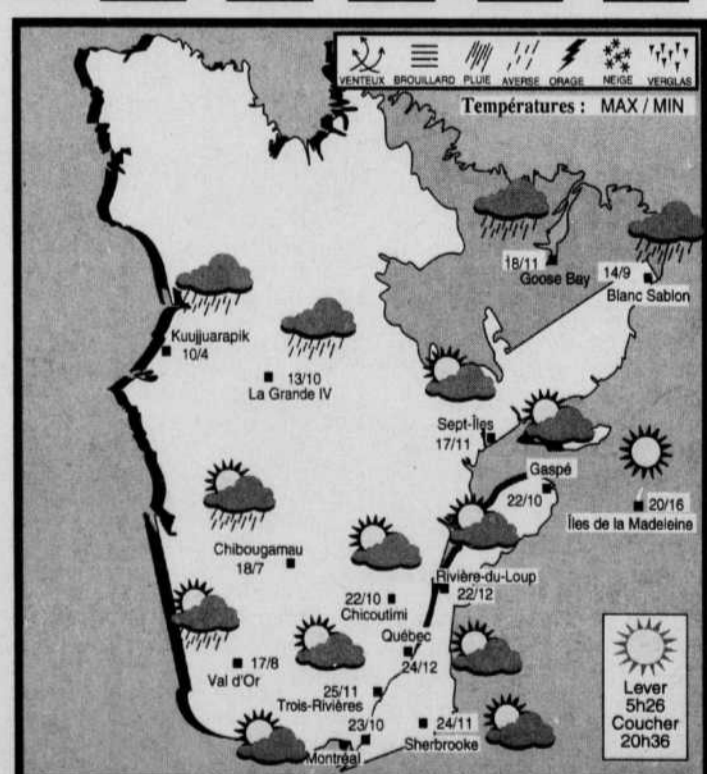 VENTEUX BROUILLARD PLUIE AVERSE ORAGE NEIGE VERGLAS
Températures : MAX / MIN
18/11
Goose Bay
14/9
Blanc Sablon
Kuujjuarapik
10/4
13/10
La Grande IV
Sept-Îles
17/11
Gaspé
22/10
20/16
Îles de la Madeleine
Chibougamau
18/7
22/10
Chicoutimi
Rivière-du-Loup
22/12
Québec
24/12
17/8
Val d'Or
25/11
Trois-Rivières
23/10
Montréal
24/11
Sherbrooke
Lever
5h26
Coucher
20h36